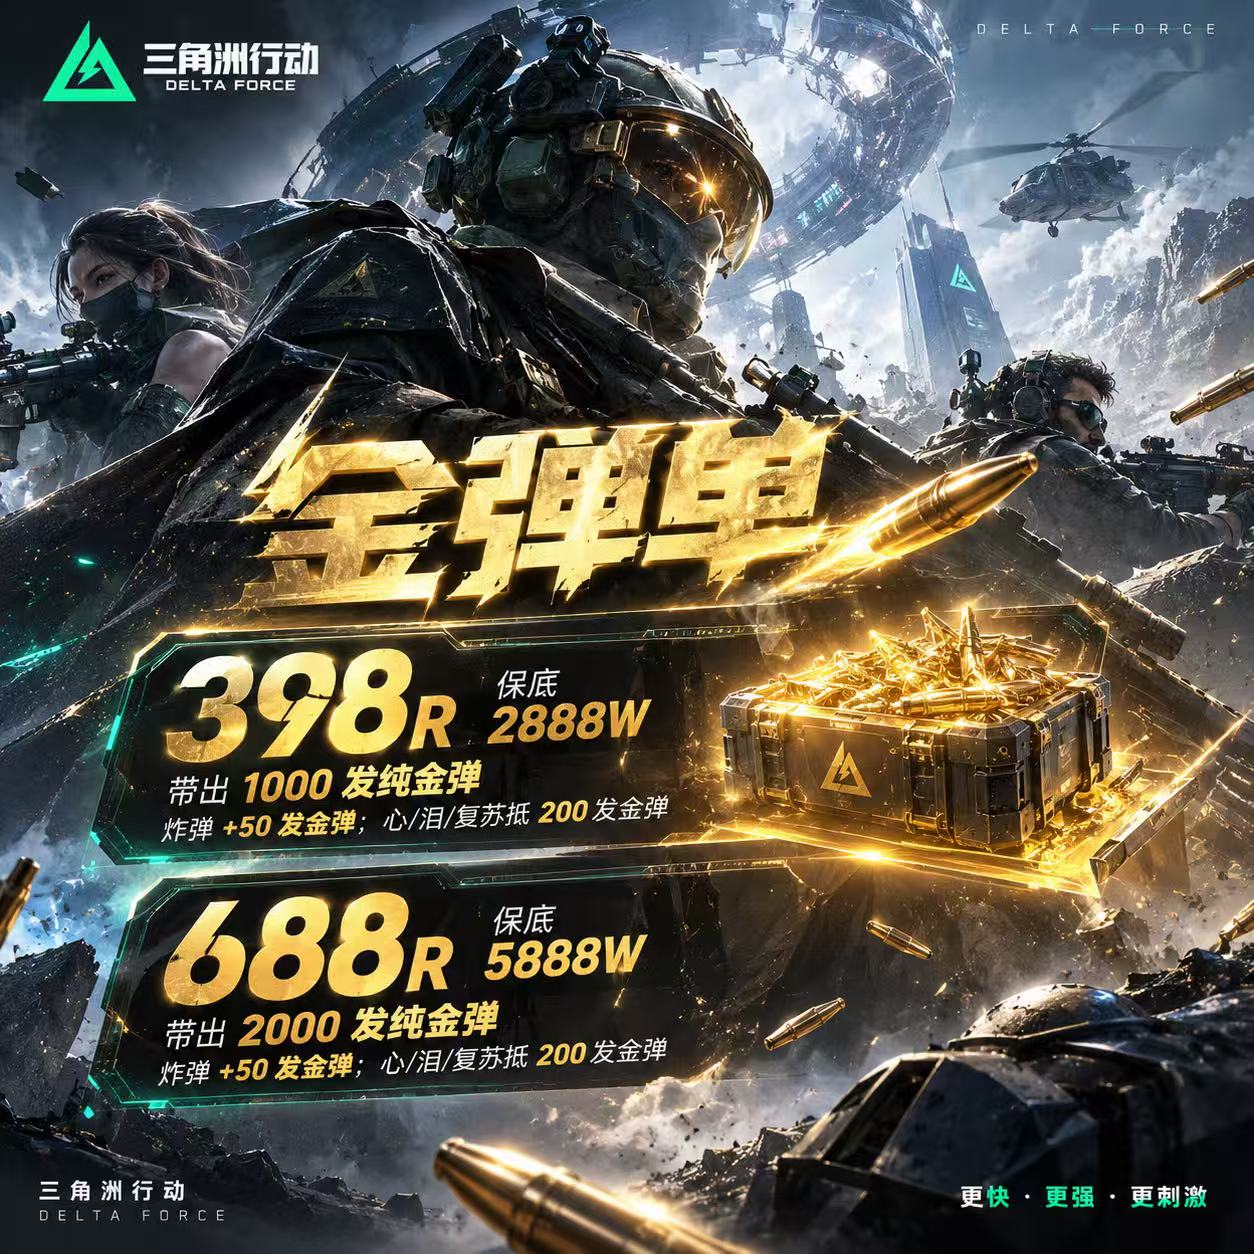 三角洲行动
DELTA FORCE
DELTA FORCE
金弹单
398R 保底
2888W
带出 1000 发纯金弹
炸弹 +50 发金弹；心/泪/复苏抵 200 发金弹
688R 保底
5888W
带出 2000 发纯金弹
炸弹 +50 发金弹；心/泪/复苏抵 200 发金弹
三角洲行动
DELTA FORCE
更快 · 更强 · 更刺激